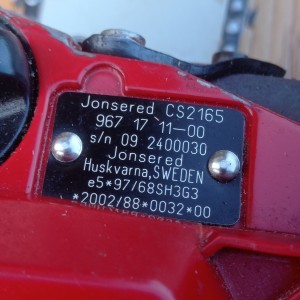 Jonsered CS2165
967 17 11-00
s/n 09 2400030
Jonsered
Huskvarna, SWEDEN
e5*97/68SH3G3
*2002/88*0032*00